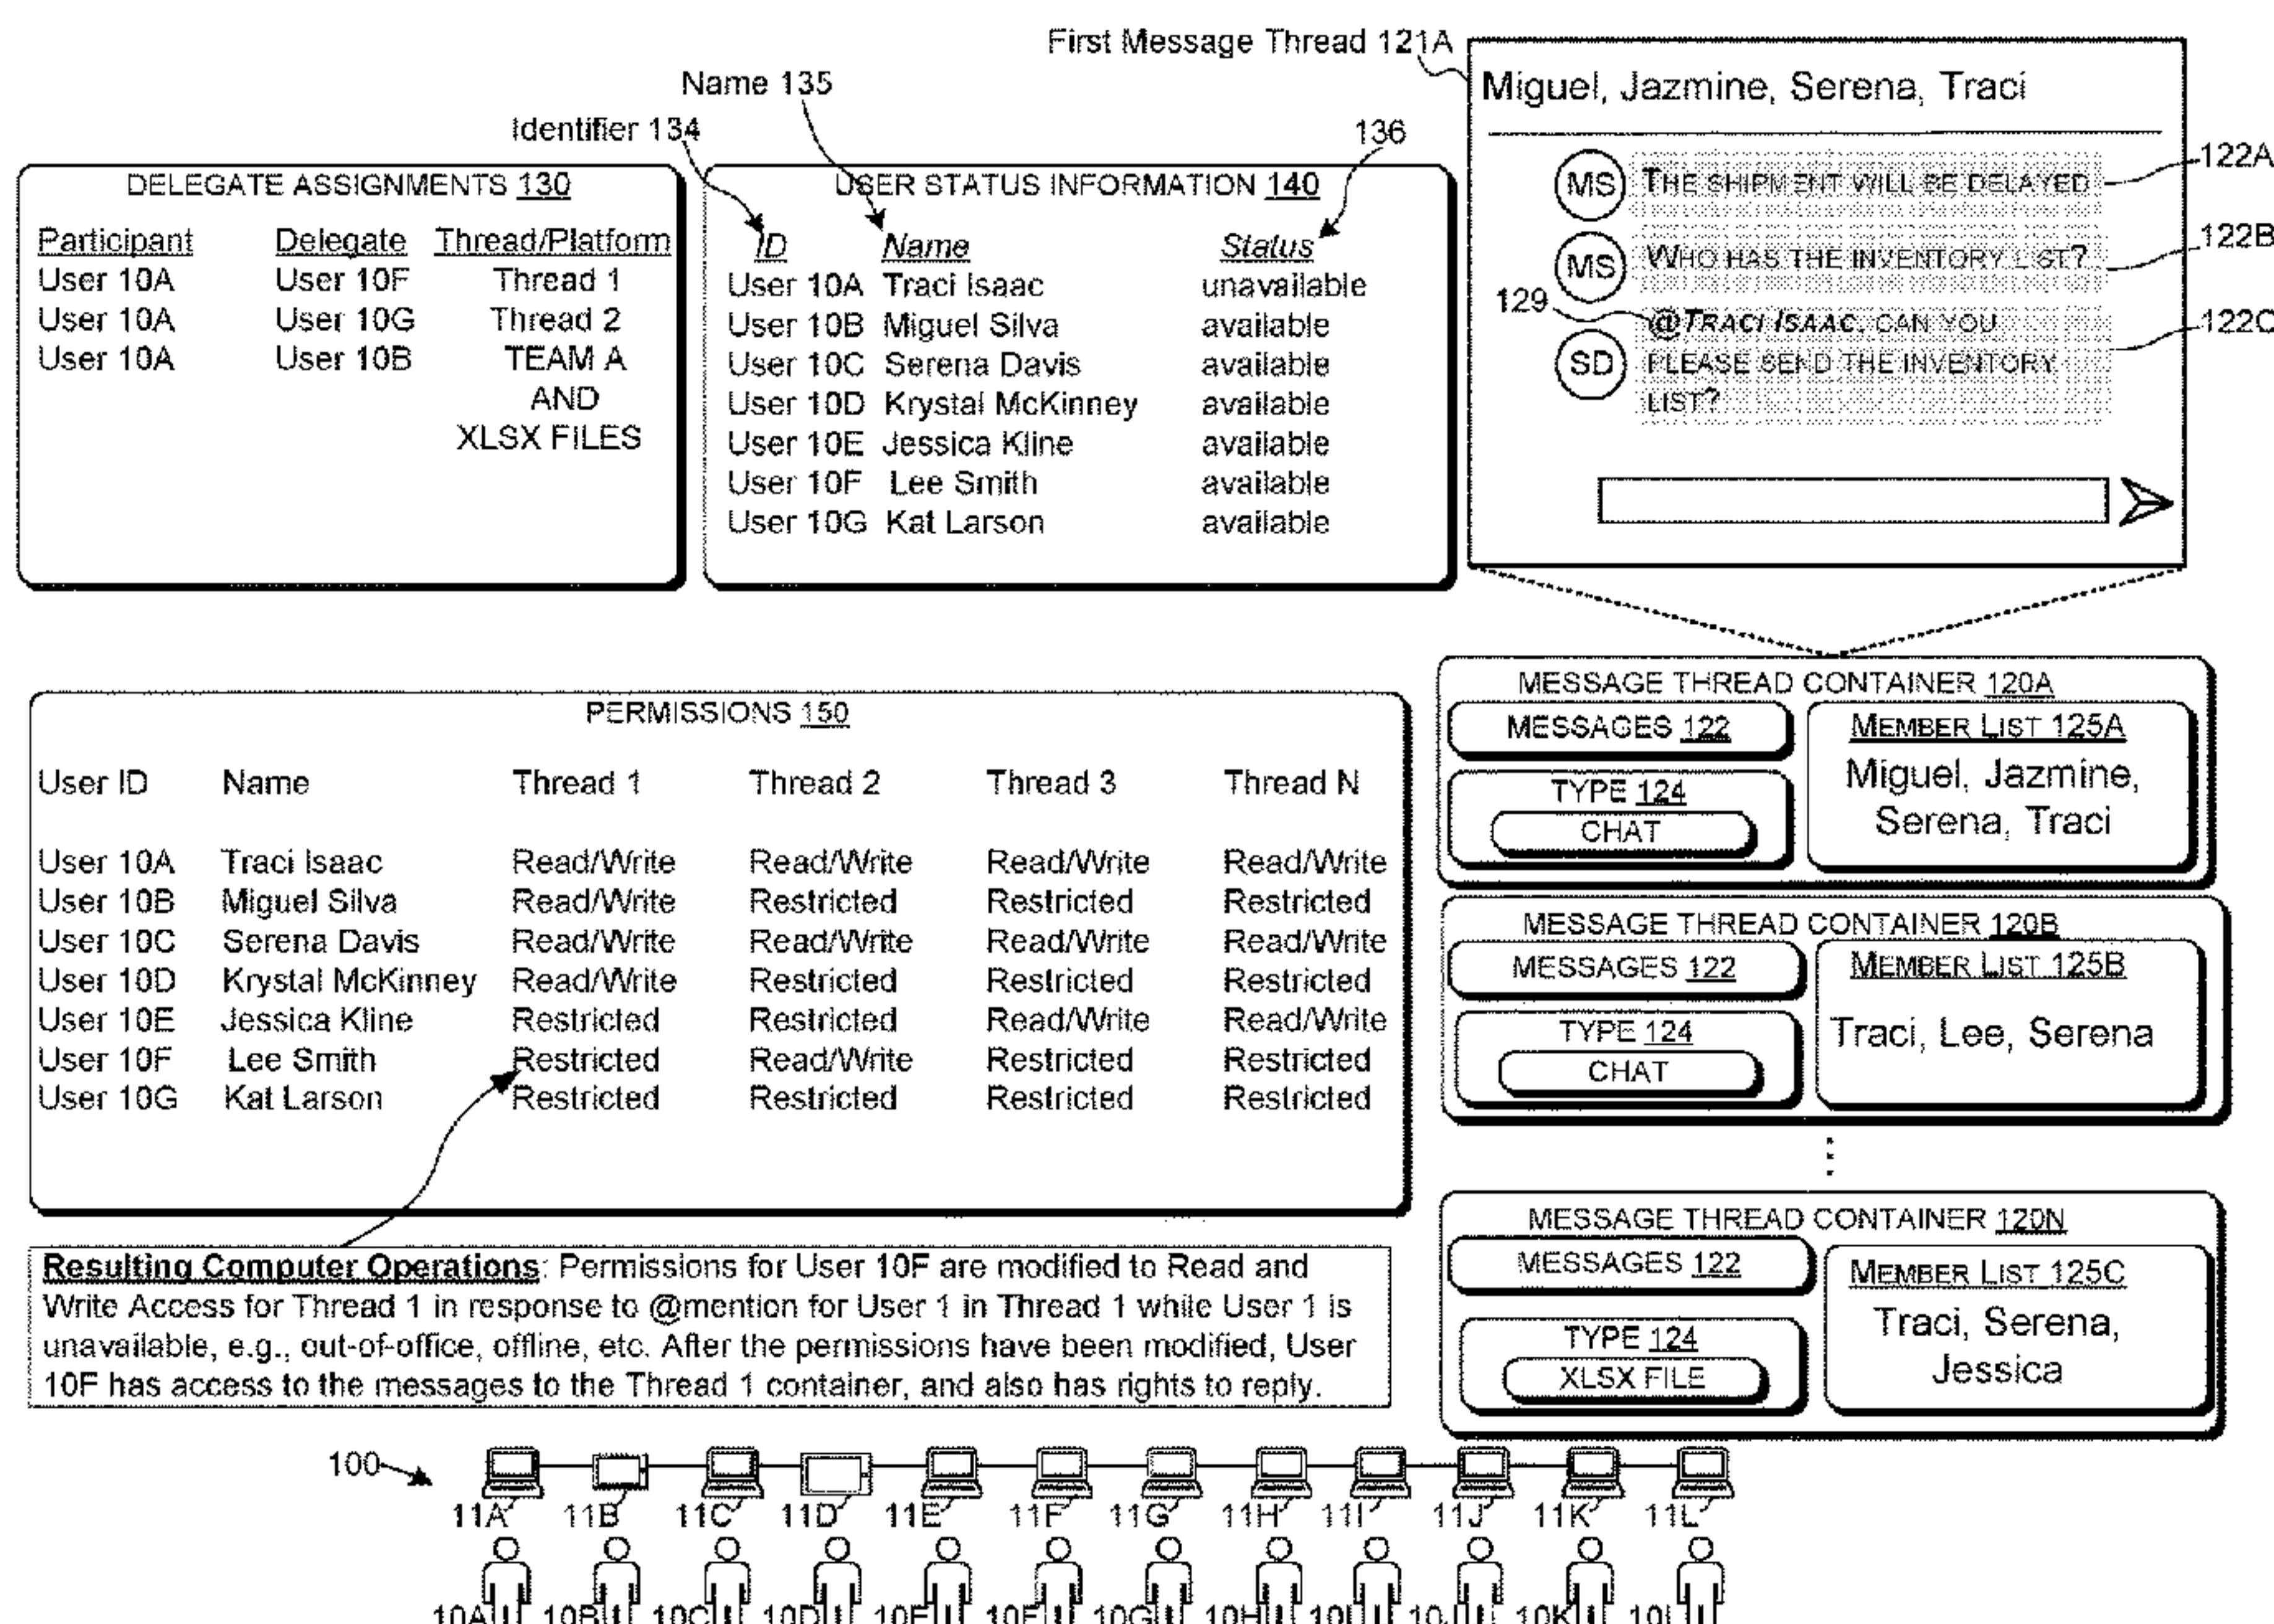 First Message Thread 121A
Name 135
Identifier 134
136
DELEGATE ASSIGNMENTS 130
Participant Delegate Thread/Platform
User 10A User 10F Thread 1
User 10A User 10G Thread 2
User 10A User 10B TEAM A
AND
XLSX FILES
USER STATUS INFORMATION 140
ID Name Status
User 10A Traci Isaac unavailable
User 10B Miguel Silva available
User 10C Serena Davis available
User 10D Krystal McKinney available
User 10E Jessica Kline available
User 10F Lee Smith available
User 10G Kat Larson available
Miguel, Jazmine, Serena, Traci
MS THE SHIPMENT WILL BE DELAYED 122A
MS WHO HAS THE INVENTORY LIST? 122B
129
SD @TRACI ISAAC, CAN YOU 122C
PLEASE SEND THE INVENTORY
LIST?
PERMISSIONS 150
User ID Name Thread 1 Thread 2 Thread 3 Thread N
User 10A Traci Isaac Read/Write Read/Write Read/Write Read/Write
User 10B Miguel Silva Read/Write Restricted Restricted Restricted
User 10C Serena Davis Read/Write Read/Write Read/Write Read/Write
User 10D Krystal McKinney Read/Write Restricted Restricted Restricted
User 10E Jessica Kline Restricted Restricted Read/Write Read/Write
User 10F Lee Smith Restricted Read/Write Restricted Restricted
User 10G Kat Larson Restricted Restricted Restricted Restricted
Resulting Computer Operations: Permissions for User 10F are modified to Read and
Write Access for Thread 1 in response to @mention for User 1 in Thread 1 while User 1 is
unavailable, e.g., out-of-office, offline, etc. After the permissions have been modified, User
10F has access to the messages to the Thread 1 container, and also has rights to reply.
MESSAGE THREAD CONTAINER 120A
MESSAGES 122
TYPE 124
CHAT
MEMBER LIST 125A
Miguel, Jazmine,
Serena, Traci
MESSAGE THREAD CONTAINER 120B
MESSAGES 122
TYPE 124
CHAT
MEMBER LIST 125B
Traci, Lee, Serena
MESSAGE THREAD CONTAINER 120N
MESSAGES 122
TYPE 124
XLSX FILE
MEMBER LIST 125C
Traci, Serena,
Jessica
100
11A 11B 11C 11D 11E 11F 11G 11H 11I 11J 11K 11L
10A 10B 10C 10D 10E 10F 10G 10H 10I 10J 10K 10L